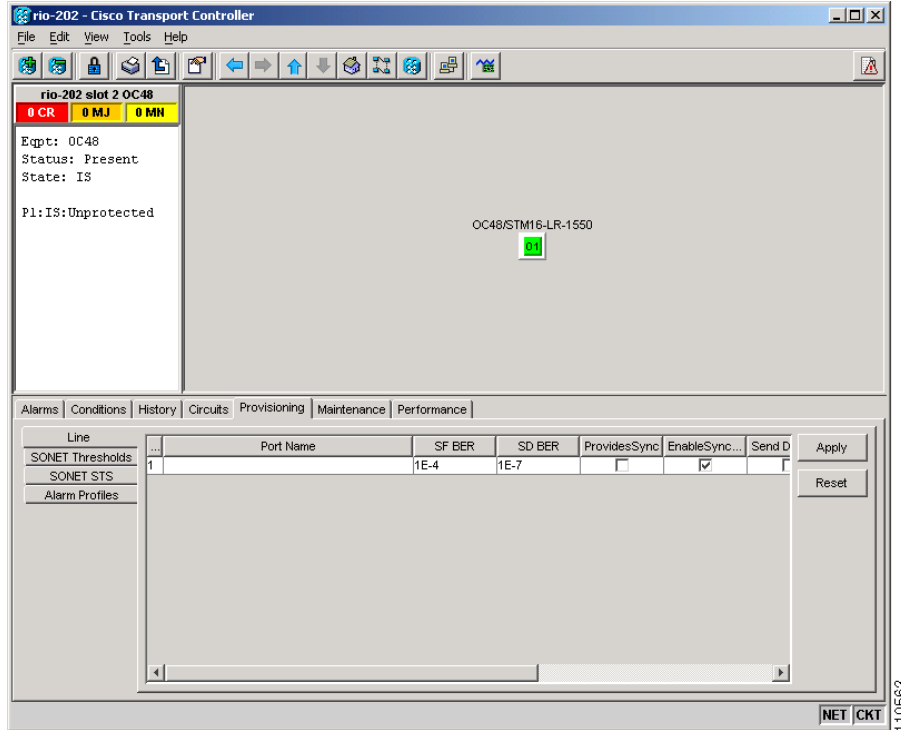 rio-202 - Cisco Transport Controller
File Edit View Tools Help
rio-202 slot 2 OC48
0 CR 0 MJ 0 MN
Eqpt: OC48
Status: Present
State: IS
P1:IS:Unprotected
OC48/STM16-LR-1550
01
Alarms Conditions History Circuits Provisioning Maintenance Performance
Line
SONET Thresholds
SONET STS
Alarm Profiles
... Port Name SF BER SD BER ProvidesSync EnableSync... Send D
1 1E-4 1E-7
Apply
Reset
NET CKT
110562